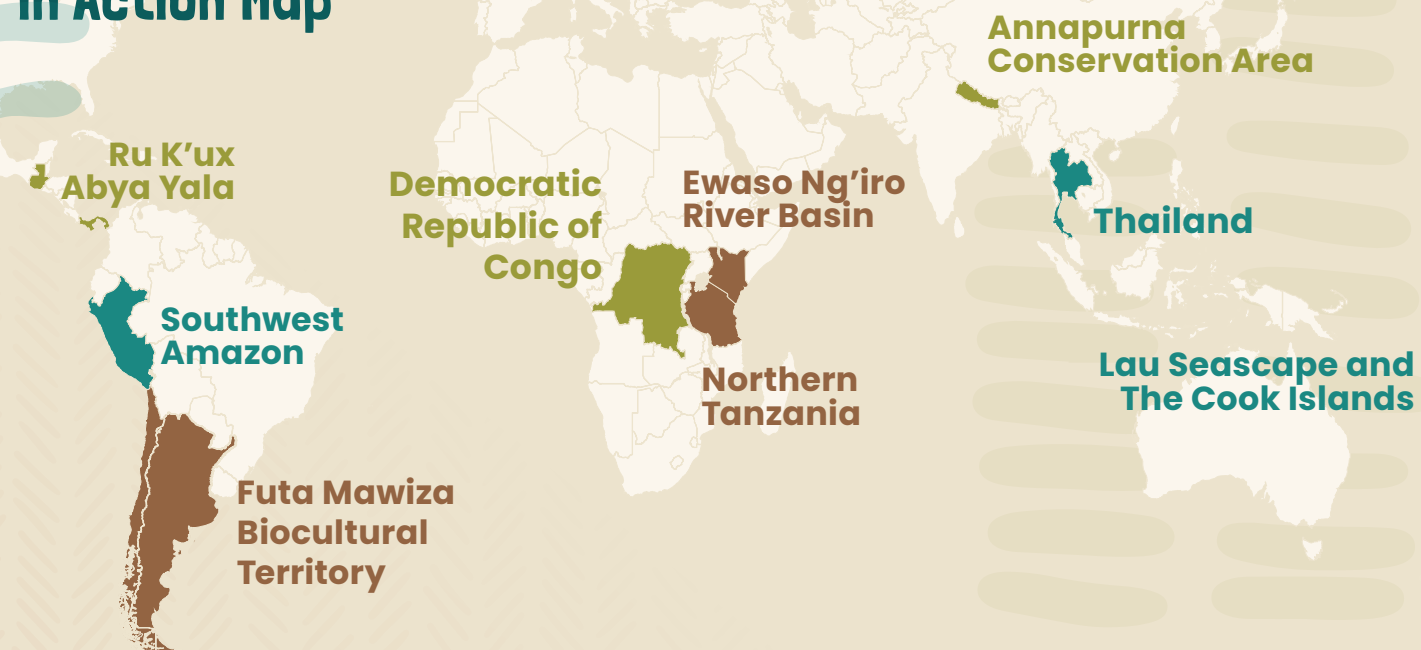 in Action Map
Annapurna
Conservation Area
Ru K’ux
Abya Yala
Democratic
Republic of
Congo
Ewaso Ng’iro
River Basin
Thailand
Southwest
Amazon
Northern
Tanzania
Lau Seascape and
The Cook Islands
Futa Mawiza
Biocultural
Territory